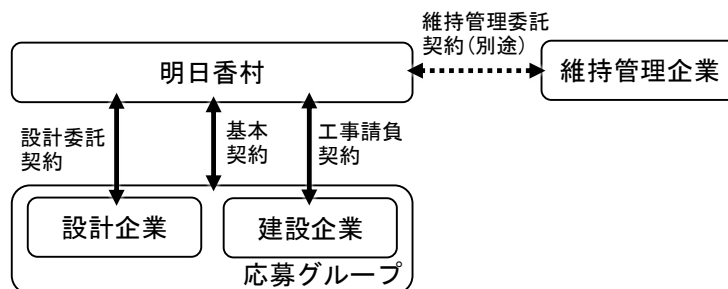 維持管理委託
契約（別途）
明日香村
維持管理企業
設計委託
契約
基本
契約
工事請負
契約
設計企業
建設企業
応募グループ